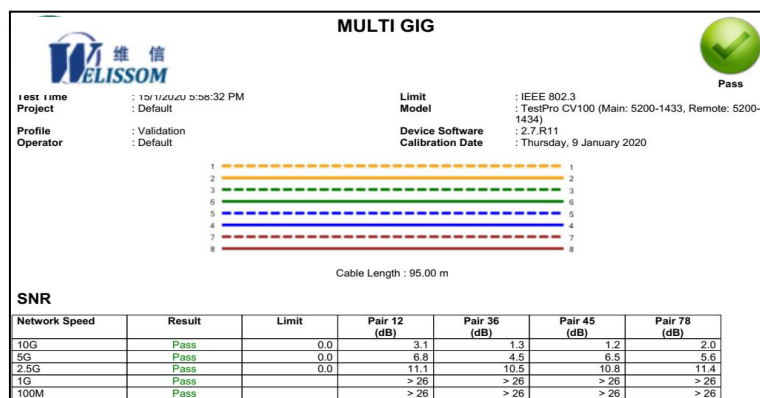 MULTI GIG
维信
WELISSOM
Pass
Test Time : 15/1/2020 5:58:32 PM Limit : IEEE 802.3
Project : Default Model : TestPro CV100 (Main: 5200-1433, Remote: 5200-
1434)
Profile : Validation Device Software : 2.7.R11
Operator : Default Calibration Date : Thursday, 9 January 2020
1 1
2 2
3 3
6 6
5 5
4 4
7 7
8 8
Cable Length : 95.00 m
SNR
Network Speed Result Limit Pair 12 (dB) Pair 36 (dB) Pair 45 (dB) Pair 78 (dB)
10G Pass 0.0 3.1 1.3 1.2 2.0
5G Pass 0.0 6.8 4.5 6.5 5.6
2.5G Pass 0.0 11.1 10.5 10.8 11.4
1G Pass > 26 > 26 > 26 > 26
100M Pass > 26 > 26 > 26 > 26